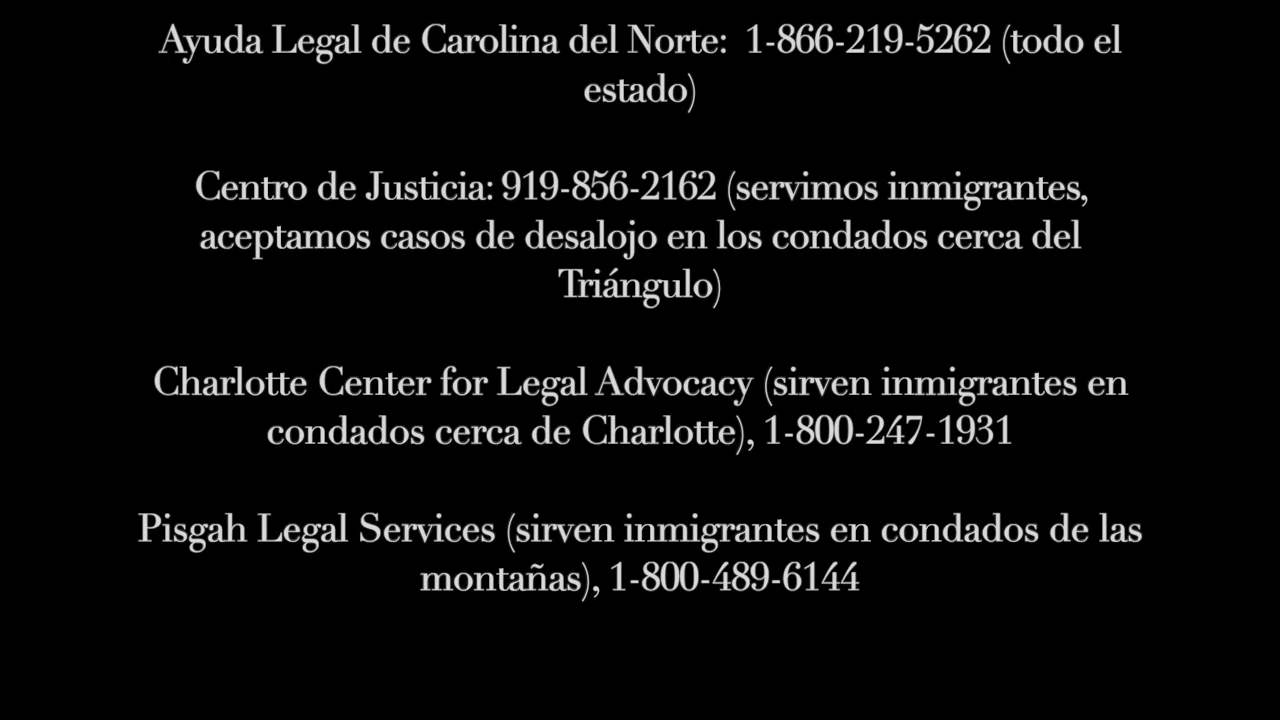 Ayuda Legal de Carolina del Norte:  1-866-219-5262 (todo el
estado)
Centro de Justicia: 919-856-2162 (servimos inmigrantes,
aceptamos casos de desalojo en los condados cerca del
Triángulo)
Charlotte Center for Legal Advocacy (sirven inmigrantes en
condados cerca de Charlotte), 1-800-247-1931
Pisgah Legal Services (sirven inmigrantes en condados de las
montañas), 1-800-489-6144